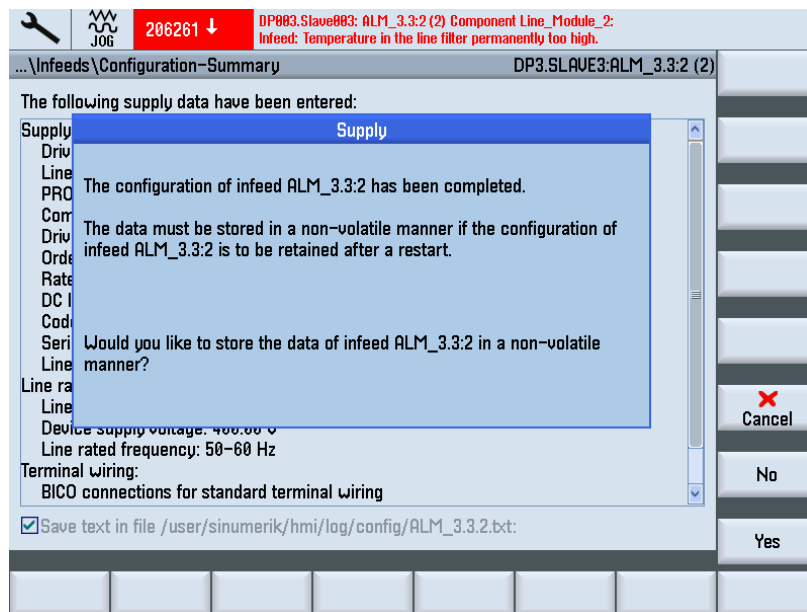 JOG
206261
DP003.Slave003: ALM_3.3:2 (2) Component Line_Module_2:
Infeed: Temperature in the line filter permanently too high.
...\Infeeds\Configuration-Summary
DP3.SLAVE3:ALM_3.3:2 (2)
The following supply data have been entered:
Supply
Supply
Driv
Line
PRO
The configuration of infeed ALM_3.3:2 has been completed.
Com
Driv
The data must be stored in a non-volatile manner if the configuration of
infeed ALM_3.3:2 is to be retained after a restart.
Orde
Rate
DC l
Code
Seri
Would you like to store the data of infeed ALM_3.3:2 in a non-volatile
manner?
Line
Line ra
Line
Device supply voltage: 400.00 V
Line rated frequency: 50-60 Hz
Terminal wiring:
BICO connections for standard terminal wiring
Save text in file /user/sinumerik/hmi/log/config/ALM_3.3.2.txt:
Cancel
No
Yes